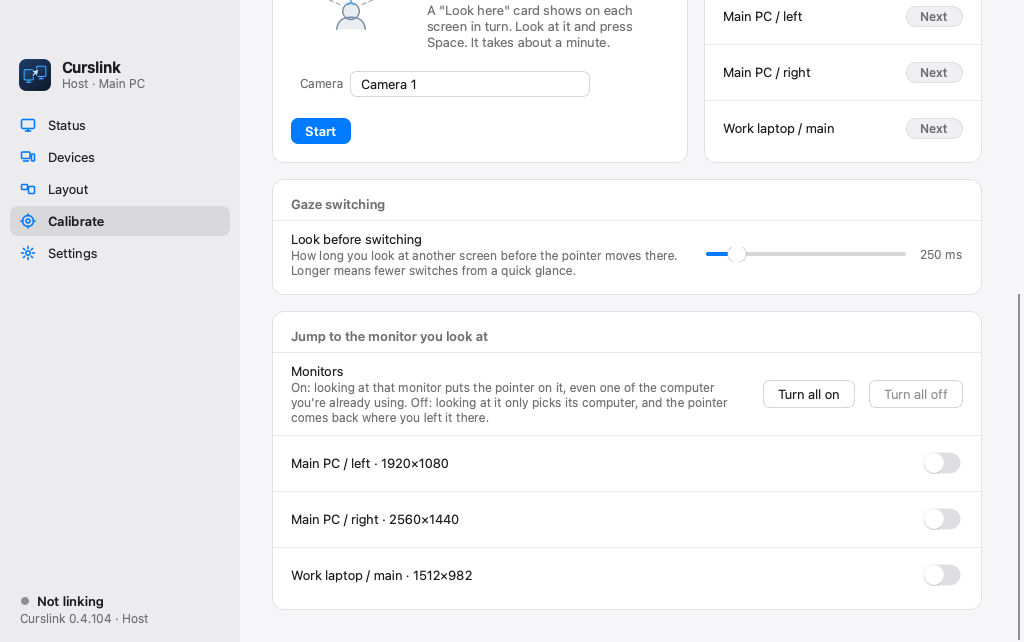 Curslink
Host · Main PC
Status
Devices
Layout
Calibrate
Settings
Not linking
Curslink 0.4.104 · Host
A "Look here" card shows on each
screen in turn. Look at it and press
Space. It takes about a minute.
Camera
Camera 1
Start
Main PC / left
Next
Main PC / right
Next
Work laptop / main
Next
Gaze switching
Look before switching
How long you look at another screen before the pointer moves there.
Longer means fewer switches from a quick glance.
250 ms
Jump to the monitor you look at
Monitors
On: looking at that monitor puts the pointer on it, even one of the computer
you're already using. Off: looking at it only picks its computer, and the pointer
comes back where you left it there.
Turn all on
Turn all off
Main PC / left · 1920×1080
Main PC / right · 2560×1440
Work laptop / main · 1512×982